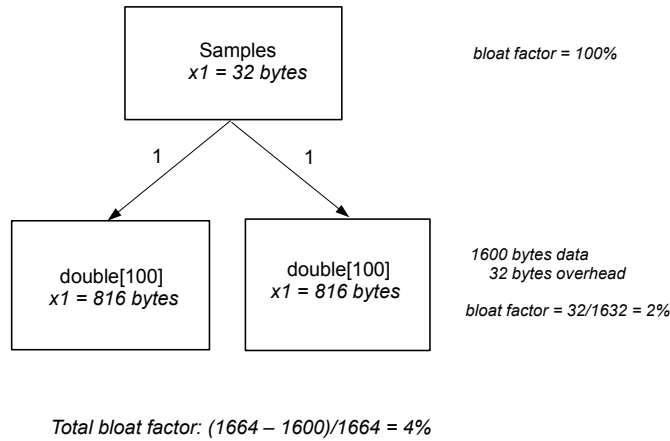 Samples
x1 = 32 bytes
bloat factor = 100%
1
1
double[100]
x1 = 816 bytes
double[100]
x1 = 816 bytes
1600 bytes data
32 bytes overhead
bloat factor = 32/1632 = 2%
Total bloat factor: (1664 – 1600)/1664 = 4%